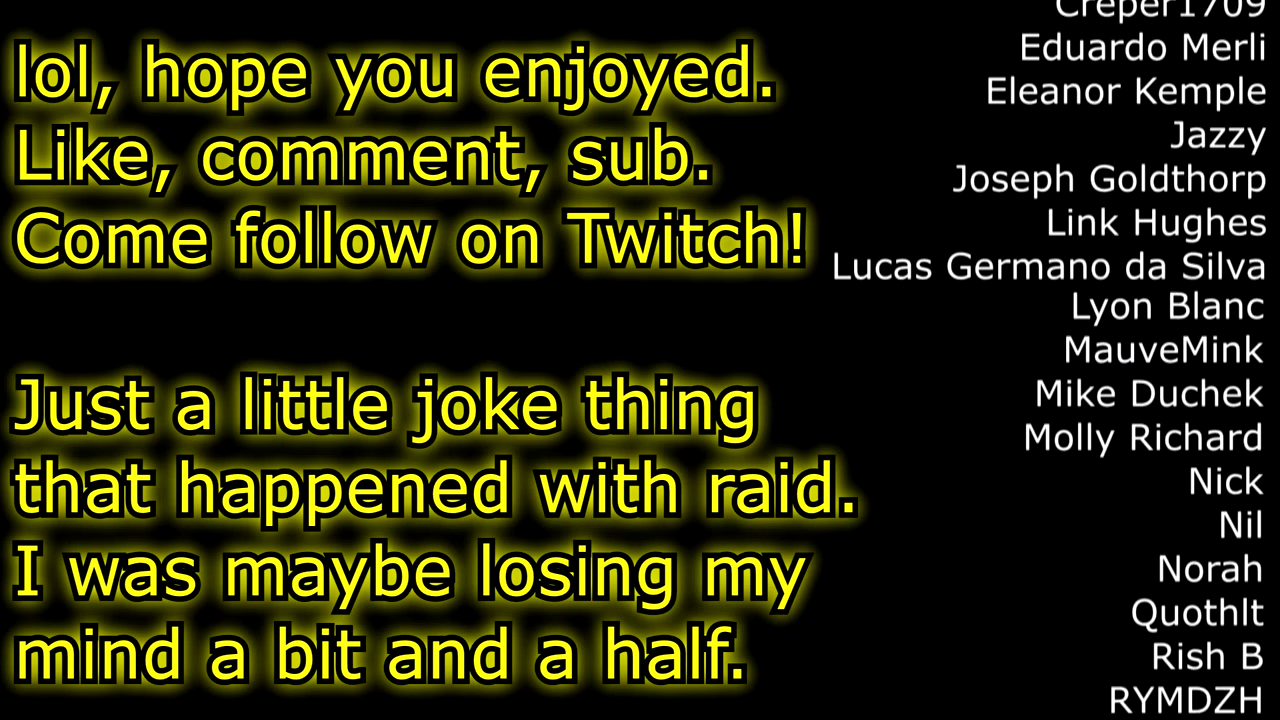 lol, hope you enjoyed.
Like, comment, sub.
Come follow on Twitch!
Just a little joke thing
that happened with raid.
I was maybe losing my
mind a bit and a half.
Creper1709
Eduardo Merli
Eleanor Kemple
Jazzy
Joseph Goldthorp
Link Hughes
Lucas Germano da Silva
Lyon Blanc
MauveMink
Mike Duchek
Molly Richard
Nick
Nil
Norah
Quothlt
Rish B
RYMDZH